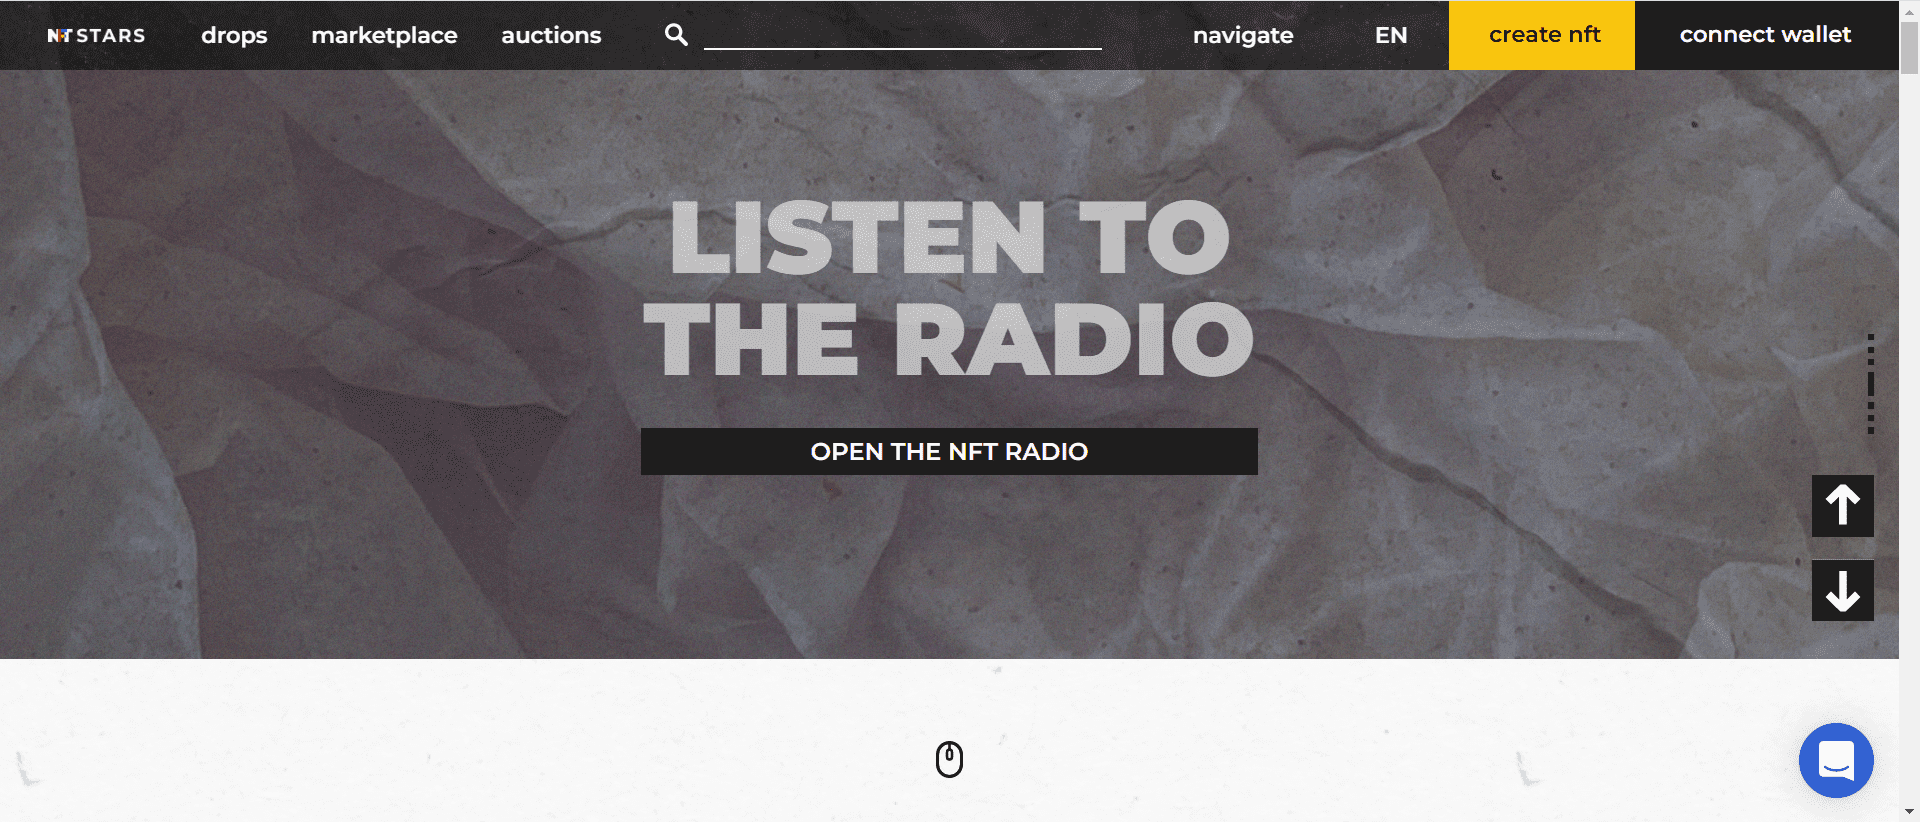 NFT STARS
drops
marketplace
auctions
navigate
EN
create nft
connect wallet
LISTEN TO
THE RADIO
OPEN THE NFT RADIO